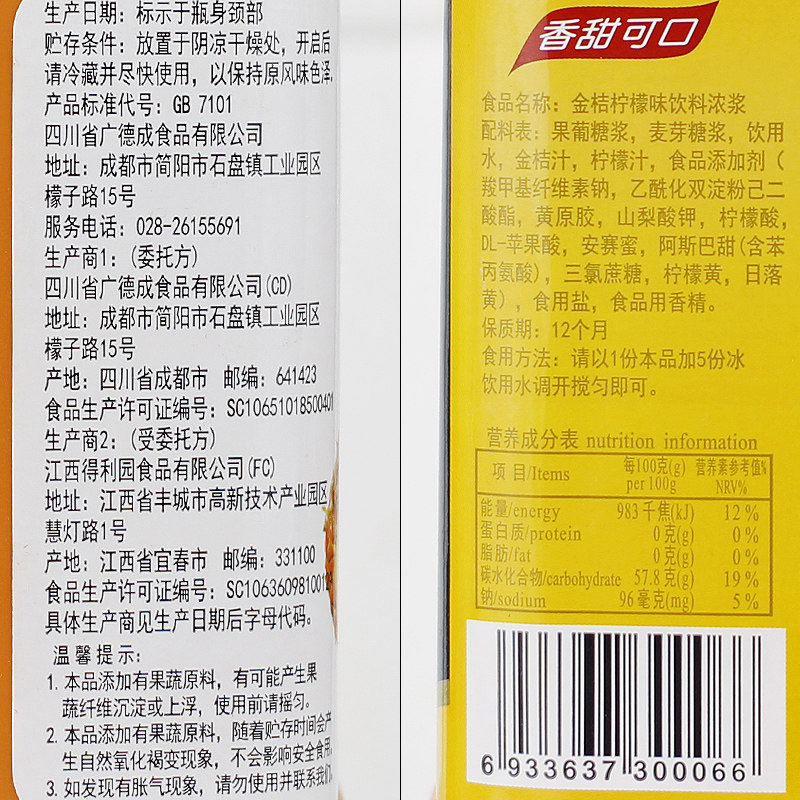 生产日期：标示于瓶身颈部
贮存条件：放置于阴凉干燥处，开启后
请冷藏并尽快使用，以保持原风味色泽.
产品标准代号：GB 7101
四川省广德成食品有限公司
地址：成都市简阳市石盘镇工业园区
檬子路15号
服务电话：028-26155691
生产商1：(委托方)
四川省广德成食品有限公司(CD)
地址：成都市简阳市石盘镇工业园区
檬子路15号
产地：四川省成都市 邮编：641423
食品生产许可证编号：SC10651018500401
生产商2：(受委托方)
江西得利园食品有限公司(FC)
地址：江西省丰城市高新技术产业园区
慧灯路1号
产地：江西省宜春市 邮编：331100
食品生产许可证编号：SC1063609810019
具体生产商见生产日期后字母代码。
温馨提示：
1. 本品添加有果蔬原料，有可能产生果
蔬纤维沉淀或上浮，使用前请摇匀。
2. 本品添加有果蔬原料，随着贮存时间会产
生自然氧化褐变现象，不会影响安全食用.
3. 如发现有胀气现象，请勿使用并联系我们.
香甜可口
食品名称：金桔柠檬味饮料浓浆
配料表：果葡糖浆，麦芽糖浆，饮用
水，金桔汁，柠檬汁，食品添加剂（
羧甲基纤维素钠，乙酰化双淀粉己二
酸酯，黄原胶，山梨酸钾，柠檬酸，
DL-苹果酸，安赛蜜，阿斯巴甜(含苯
丙氨酸)，三氯蔗糖，柠檬黄，日落
黄），食用盐，食品用香精。
保质期：12个月
食用方法：请以1份本品加5份冰
饮用水调开搅匀即可。
营养成分表 nutrition information
项 目/Items 每100克(g) per 100g 营养素参考值% NRV%
能量/energy 983 千焦(kJ) 12 %
蛋白质/protein 0 克(g) 0 %
脂肪/fat 0 克(g) 0 %
碳水化合物/carbohydrate 57.8 克(g) 19 %
钠/sodium 96 毫克(mg) 5 %
6 933637 300066